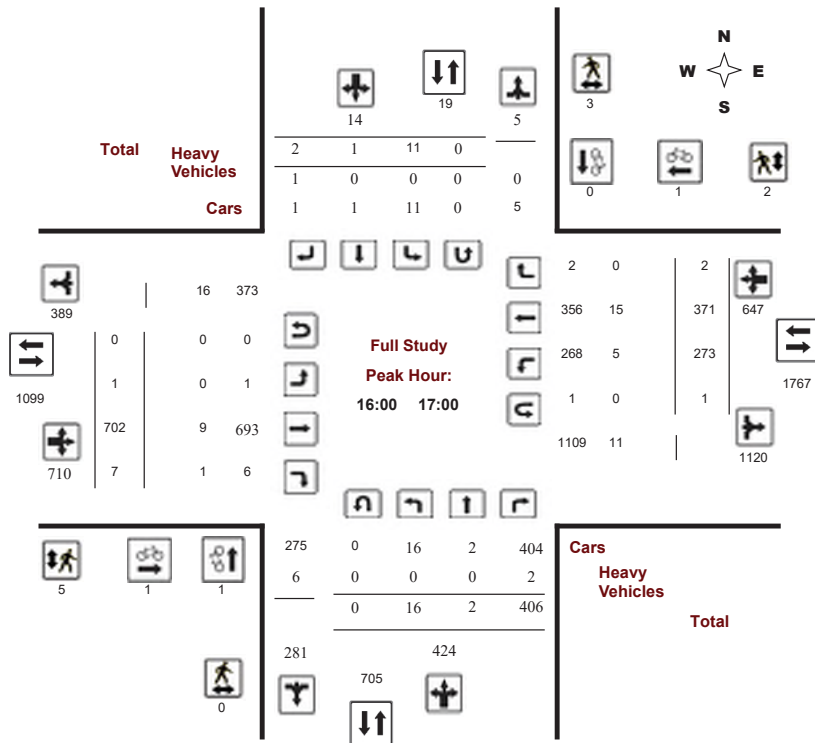 N
W E
S
14 19 5 3
Total Heavy Vehicles 2 1 11 0
1 0 0 0 0
Cars 1 1 11 0 5
0 1 2
389 16 373
2 0 2
647
356 15 371
0 0 0
Full Study
268 5 273
1099
1 0 1
Peak Hour:
1767
1 0 1
16:00 17:00
702 9 693
1109 11
1120
710 7 1 6
275 0 16 2 404 Cars
6 0 0 0 2 Heavy Vehicles
5 1 1
0 16 2 406 Total
281 424
705
0